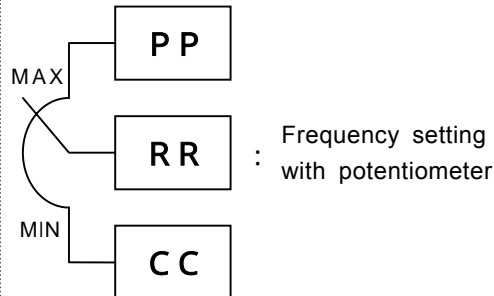 PP
MAX
RR
: Frequency setting
with potentiometer
MIN
CC